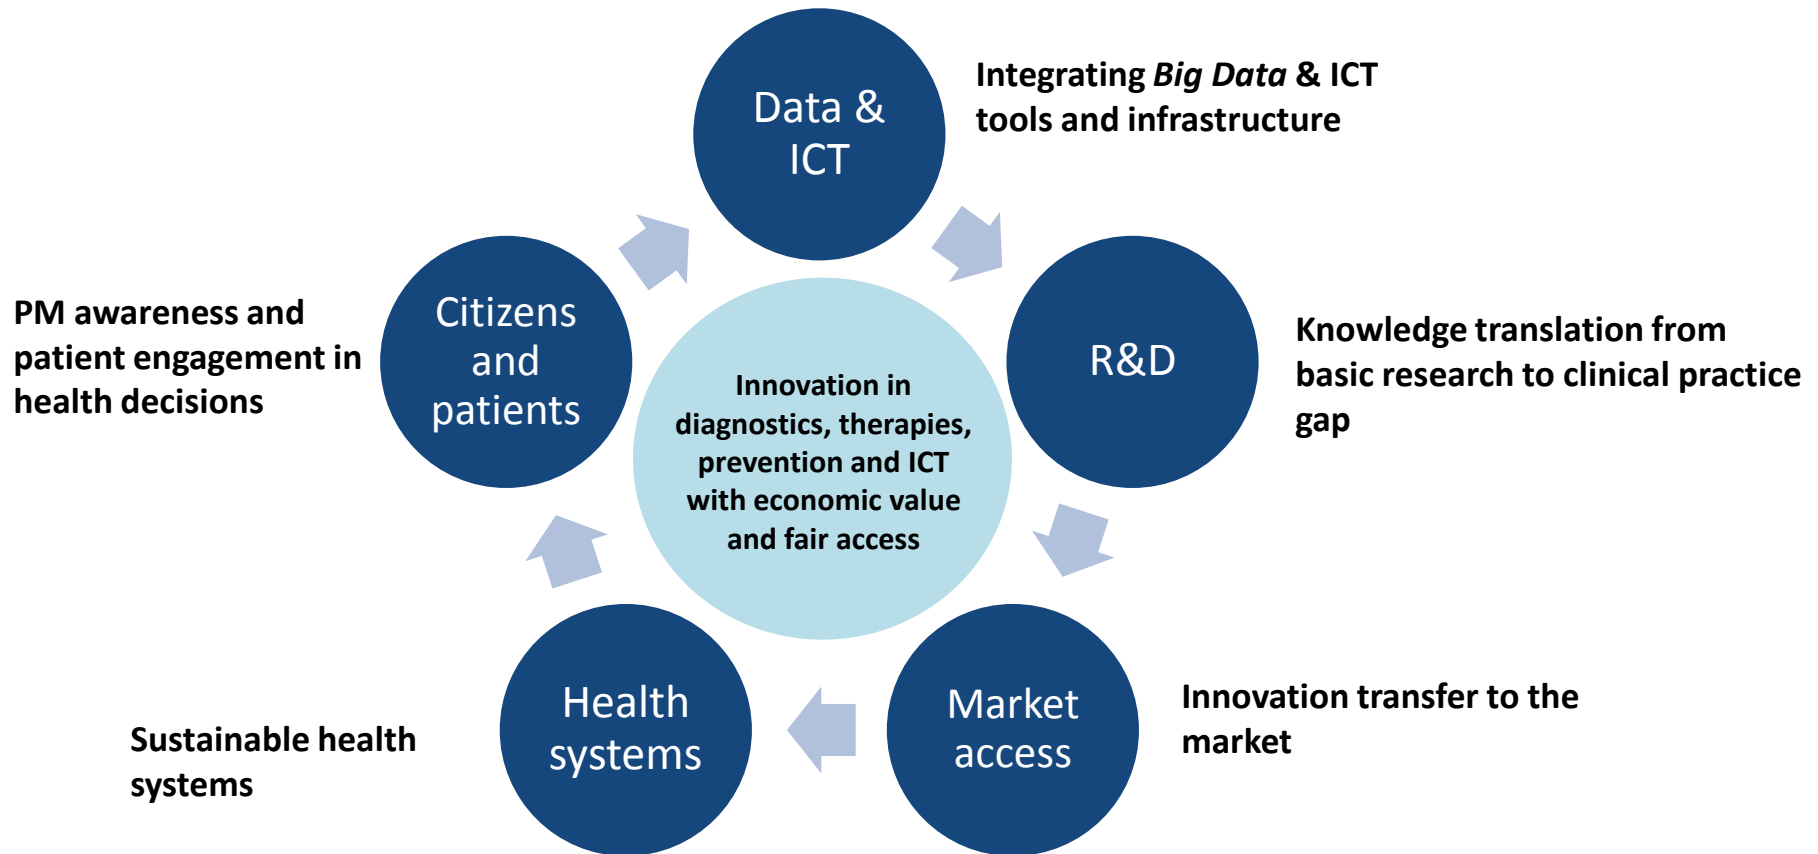 Data &
ICT
Integrating Big Data & ICT
tools and infrastructure
R&D
Knowledge translation from
basic research to clinical practice
gap
Market
access
Innovation transfer to the
market
Health
systems
Sustainable health
systems
Citizens
and
patients
PM awareness and
patient engagement in
health decisions
Innovation in
diagnostics, therapies,
prevention and ICT
with economic value
and fair access